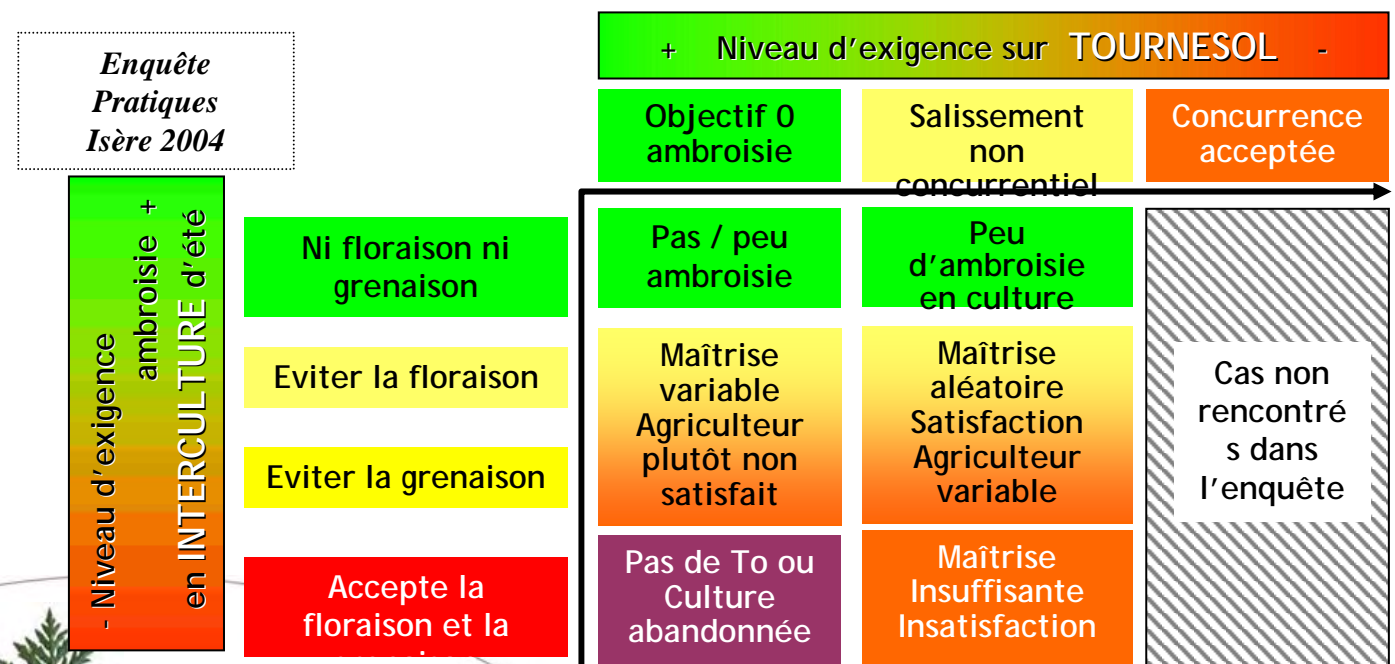 Enquête
Pratiques
Isère 2004
+ Niveau d'exigence sur TOURNESOL -
Objectif 0
ambroisie
Salissement
non
concurrentiel
Concurrence
acceptée
- Niveau d'exigence
ambroisie +
en INTERCULTURE d'été
Ni floraison ni
grenaison
Pas / peu
ambroisie
Peu
d'ambroisie
en culture
Eviter la floraison
Eviter la grenaison
Maîtrise
variable
Agriculteur
plutôt non
satisfait
Maîtrise
aléatoire
Satisfaction
Agriculteur
variable
Cas non
rencontré
s dans
l'enquête
Accepte la
floraison et la
Pas de To ou
Culture
abandonnée
Maîtrise
Insuffisante
Insatisfaction